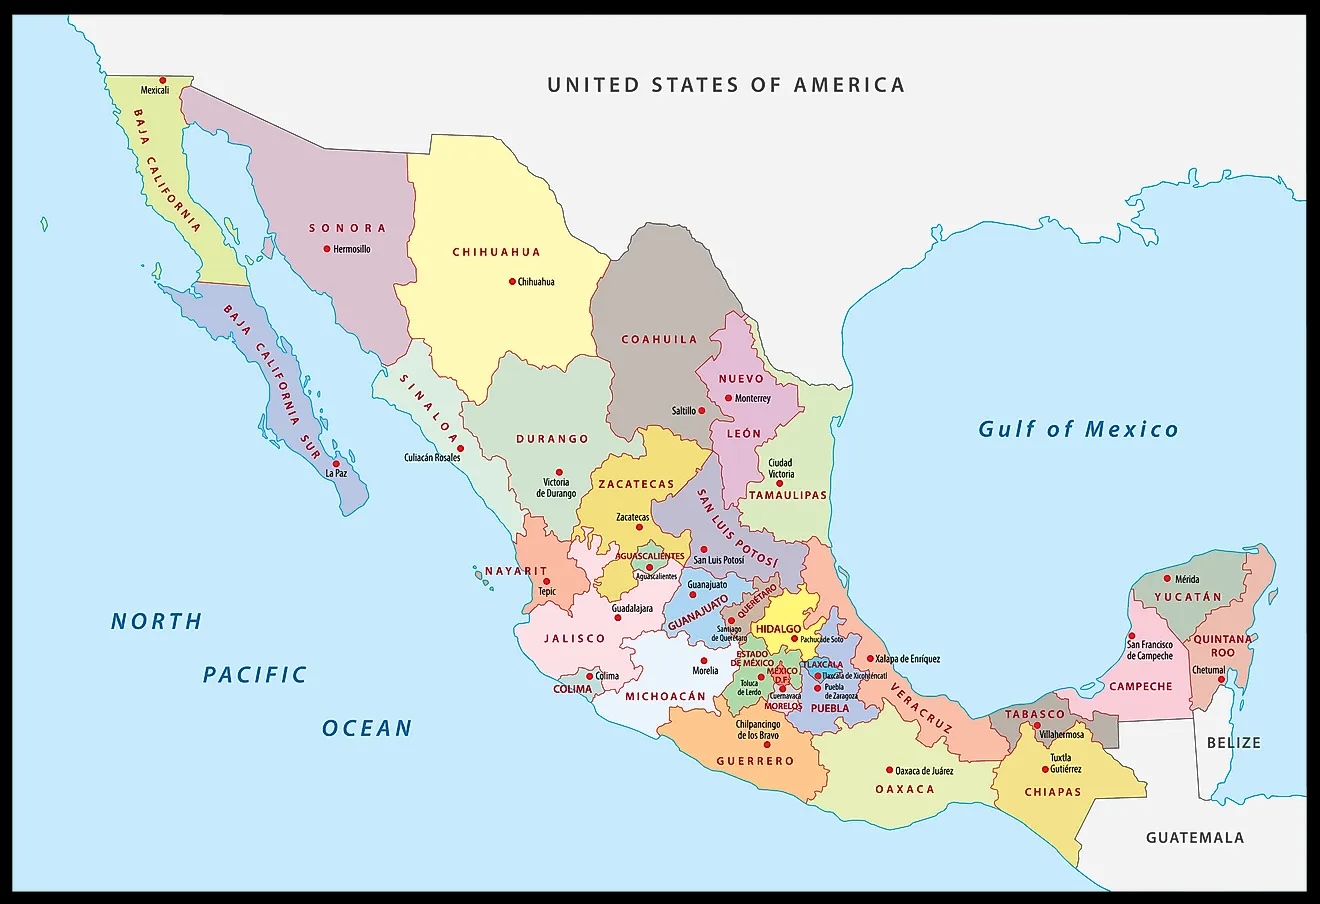 UNITED STATES OF AMERICA
Mexicali
BAJA CALIFORNIA
SONORA
Hermosillo
CHIHUAHUA
Chihuahua
BAJA CALIFORNIA SUR
La Paz
COAHUILA
Saltillo
NUEVO
LEÓN
Monterrey
SINALOA
Culiacán Rosales
DURANGO
Victoria
de Durango
ZACATECAS
Zacatecas
Ciudad
Victoria
TAMAULIPAS
SAN LUIS POTOSÍ
San Luis Potosí
Gulf of Mexico
AGUASCALIENTES
Aguascalientes
NAYARIT
Tepic
Guadalajara
JALISCO
Guanajuato
GUANAJUATO
QUERÉTARO
Santiago
de Querétaro
HIDALGO
Pachuca de Soto
ESTADO
DE MÉXICO
Toluca
de Lerdo
MÉXICO
D.F.
TLAXCALA
Tlaxcala de Xicohténcatl
Cuernavaca
MORELOS
Puebla
de Zaragoza
PUEBLA
Colima
COLIMA
Morelia
MICHOACÁN
Xalapa de Enríquez
VERACRUZ
Chilpancingo
de los Bravo
GUERRERO
Oaxaca de Juárez
OAXACA
TABASCO
Villahermosa
Tuxtla
Gutiérrez
CHIAPAS
Mérida
YUCATÁN
San Francisco
de Campeche
CAMPECHE
QUINTANA
ROO
Chetumal
BELIZE
GUATEMALA
NORTH
PACIFIC
OCEAN